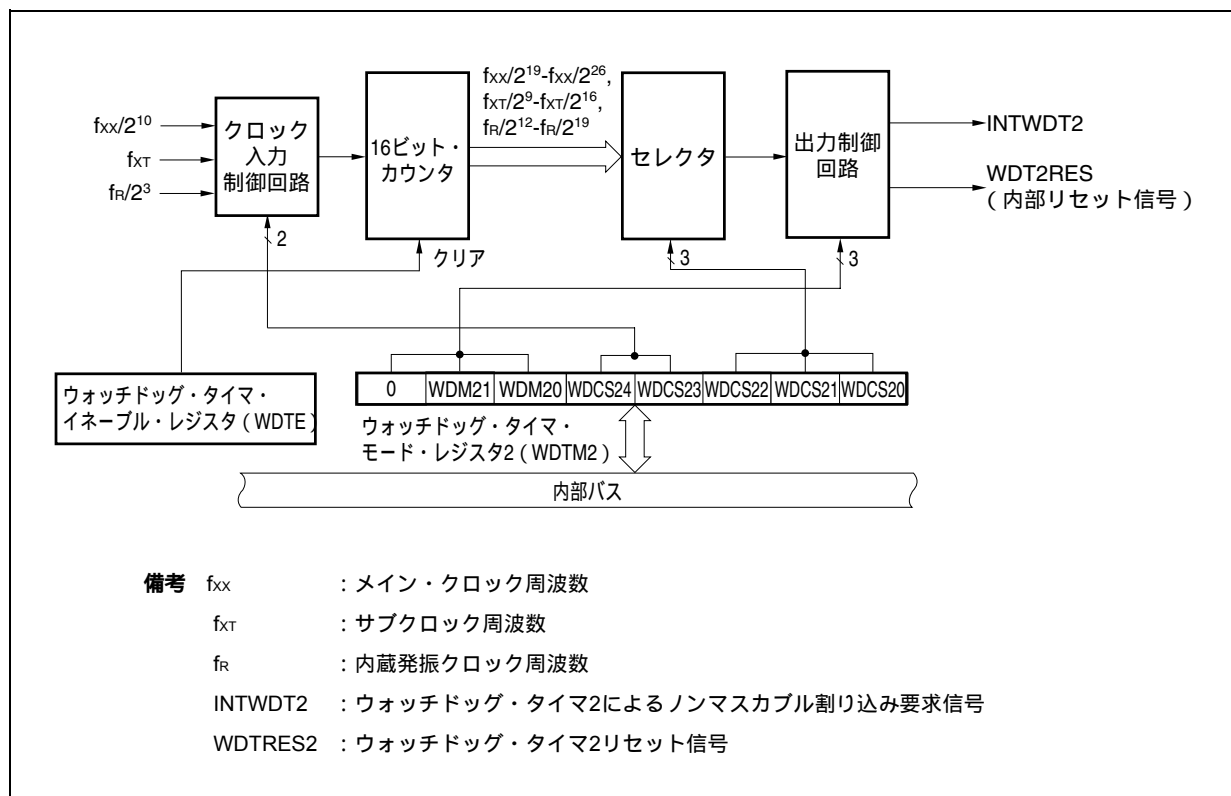 fxx/2^10
fXT
fR/2^3
クロック
入力
制御回路
2
16ビット・
カウンタ
クリア
fxx/2^19-fxx/2^26,
fXT/2^9-fXT/2^16,
fR/2^12-fR/2^19
セレクタ
3
出力制御
回路
3
INTWDT2
WDT2RES
(内部リセット信号)
ウォッチドッグ・タイマ・
イネーブル・レジスタ(WDTE)
0 WDM21 WDM20 WDCS24 WDCS23 WDCS22 WDCS21 WDCS20
ウォッチドッグ・タイマ・
モード・レジスタ2(WDTM2)
内部バス
備考 fxx :メイン・クロック周波数
fXT :サブクロック周波数
fR :内蔵発振クロック周波数
INTWDT2 :ウォッチドッグ・タイマ2によるノンマスカブル割り込み要求信号
WDTRES2 :ウォッチドッグ・タイマ2リセット信号